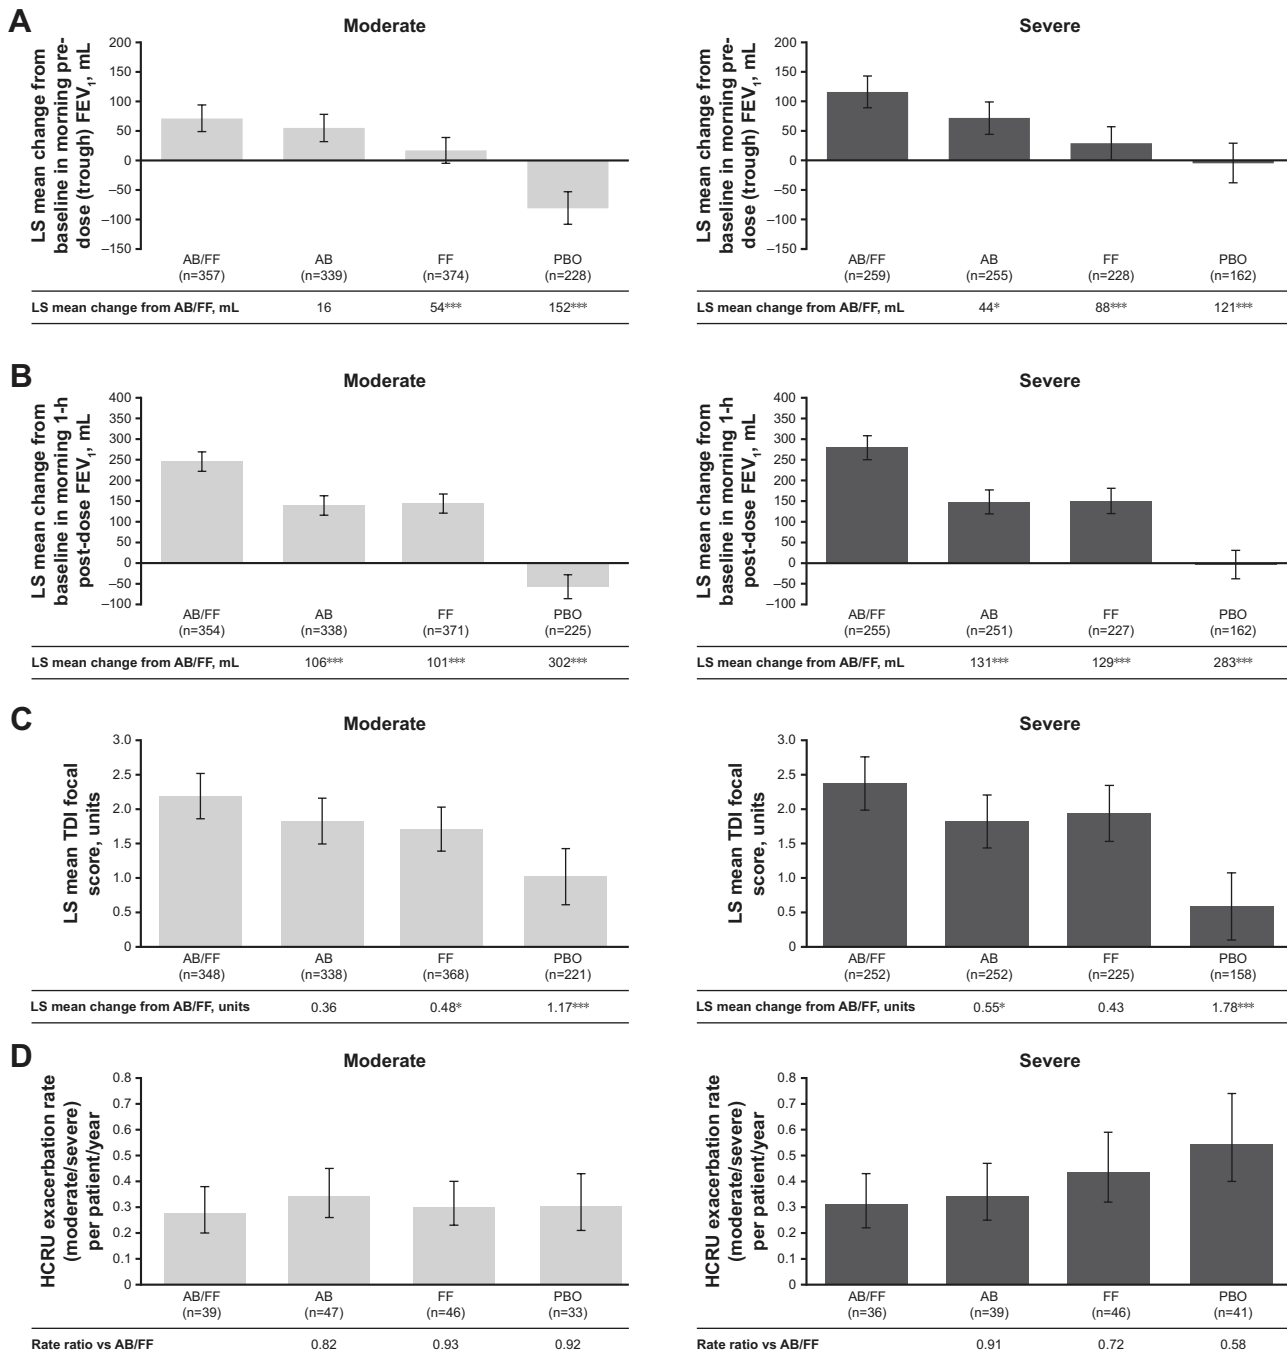 A
Moderate
LS mean change from
baseline in morning pre-
dose (trough) FEV1, mL
200
150
100
50
0
–50
–100
–150
AB/FF
(n=357)
AB
(n=339)
FF
(n=374)
PBO
(n=228)
LS mean change from AB/FF, mL 16 54*** 152***
Severe
LS mean change from
baseline in morning pre-
dose (trough) FEV1, mL
200
150
100
50
0
–50
–100
–150
AB/FF
(n=259)
AB
(n=255)
FF
(n=228)
PBO
(n=162)
LS mean change from AB/FF, mL 44* 88*** 121***
B
Moderate
LS mean change from
baseline in morning 1-h
post-dose FEV1, mL
400
350
300
250
200
150
100
50
0
–50
–100
AB/FF
(n=354)
AB
(n=338)
FF
(n=371)
PBO
(n=225)
LS mean change from AB/FF, mL 106*** 101*** 302***
Severe
LS mean change from
baseline in morning 1-h
post-dose FEV1, mL
400
350
300
250
200
150
100
50
0
–50
–100
AB/FF
(n=255)
AB
(n=251)
FF
(n=227)
PBO
(n=162)
LS mean change from AB/FF, mL 131*** 129*** 283***
C
Moderate
LS mean TDI focal
score, units
3.0
2.5
2.0
1.5
1.0
0.5
0
AB/FF
(n=348)
AB
(n=338)
FF
(n=368)
PBO
(n=221)
LS mean change from AB/FF, units 0.36 0.48* 1.17***
Severe
LS mean TDI focal
score, units
3.0
2.5
2.0
1.5
1.0
0.5
0
AB/FF
(n=252)
AB
(n=252)
FF
(n=225)
PBO
(n=158)
LS mean change from AB/FF, units 0.55* 0.43 1.78***
D
Moderate
HCRU exacerbation rate
(moderate/severe)
per patient/year
0.8
0.7
0.6
0.5
0.4
0.3
0.2
0.1
0
AB/FF
(n=39)
AB
(n=47)
FF
(n=46)
PBO
(n=33)
Rate ratio vs AB/FF 0.82 0.93 0.92
Severe
HCRU exacerbation rate
(moderate/severe)
per patient/year
0.8
0.7
0.6
0.5
0.4
0.3
0.2
0.1
0
AB/FF
(n=36)
AB
(n=39)
FF
(n=46)
PBO
(n=41)
Rate ratio vs AB/FF 0.91 0.72 0.58